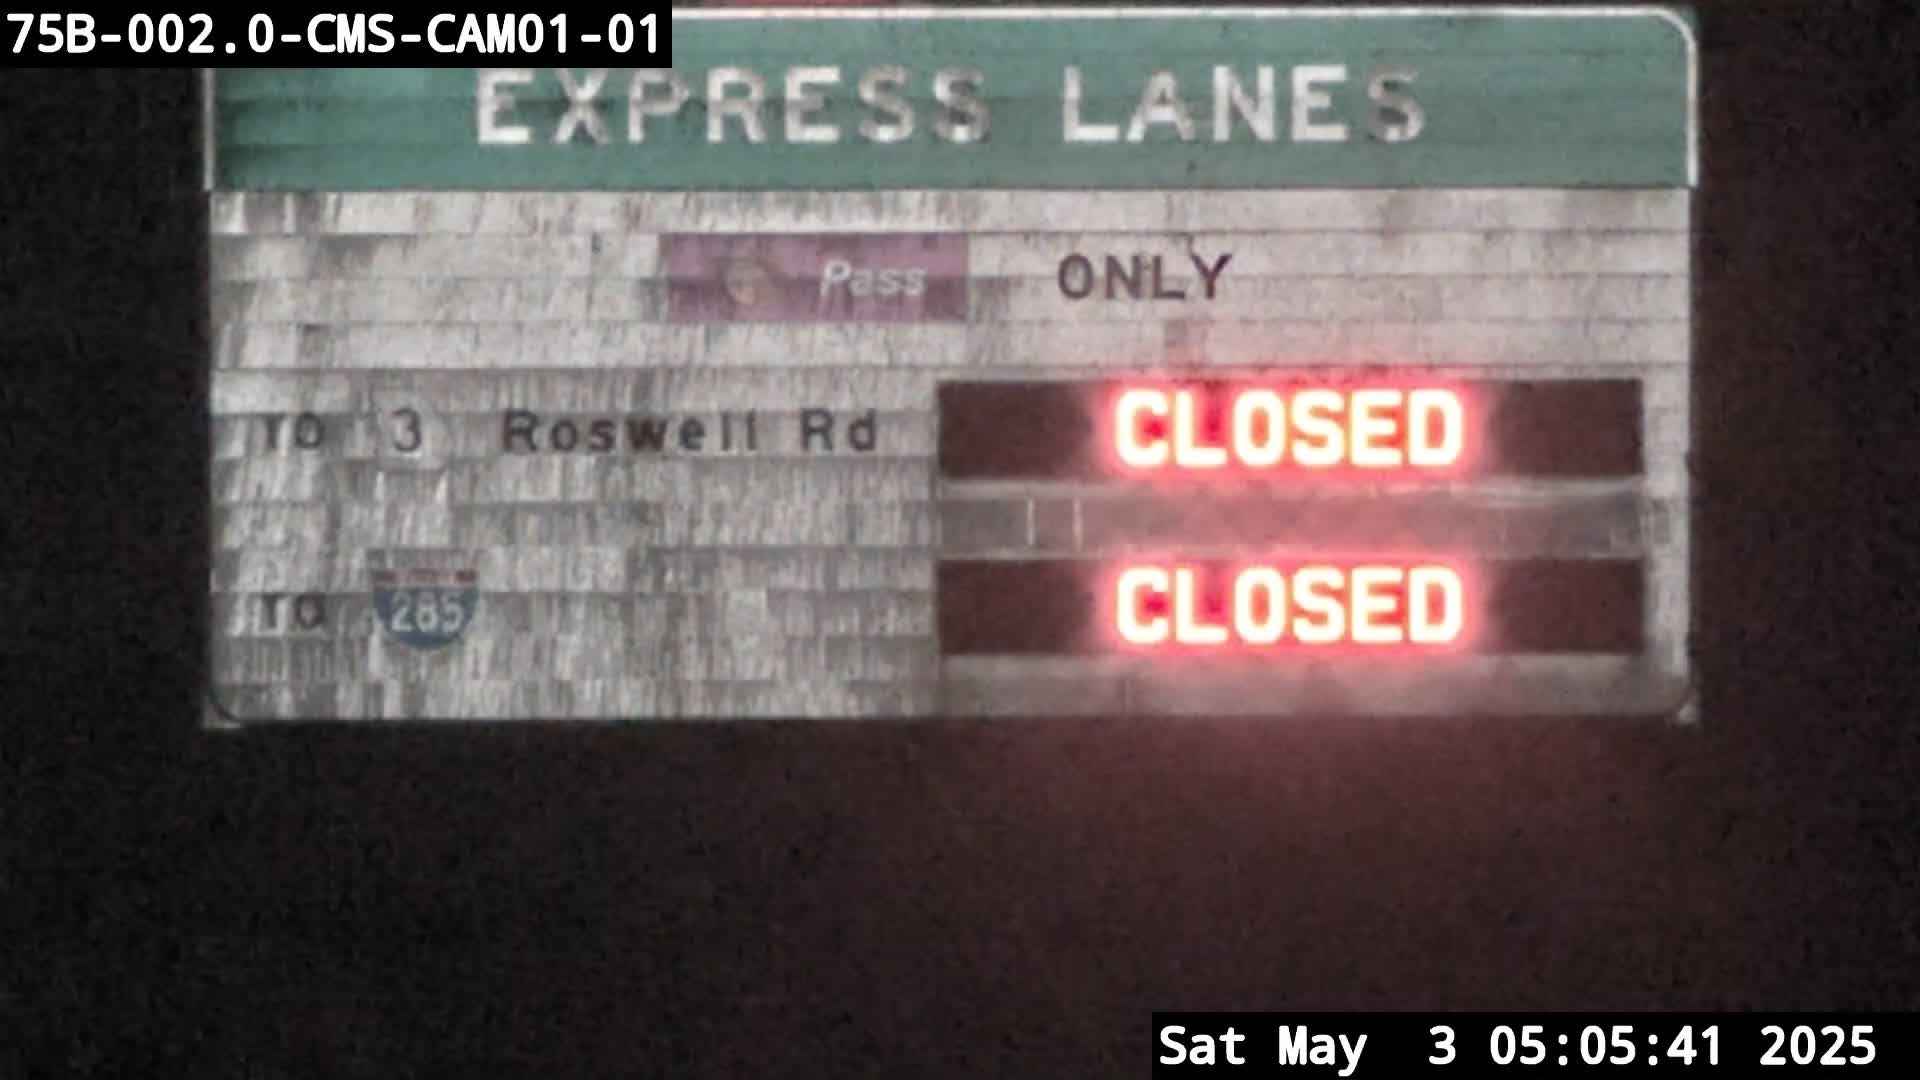 75B-002.0-CMS-CAM01-01
EXPRESS LANES
Pass ONLY
TO 3 Roswell Rd CLOSED
TO 285 CLOSED
Sat May 3 05:05:41 2025